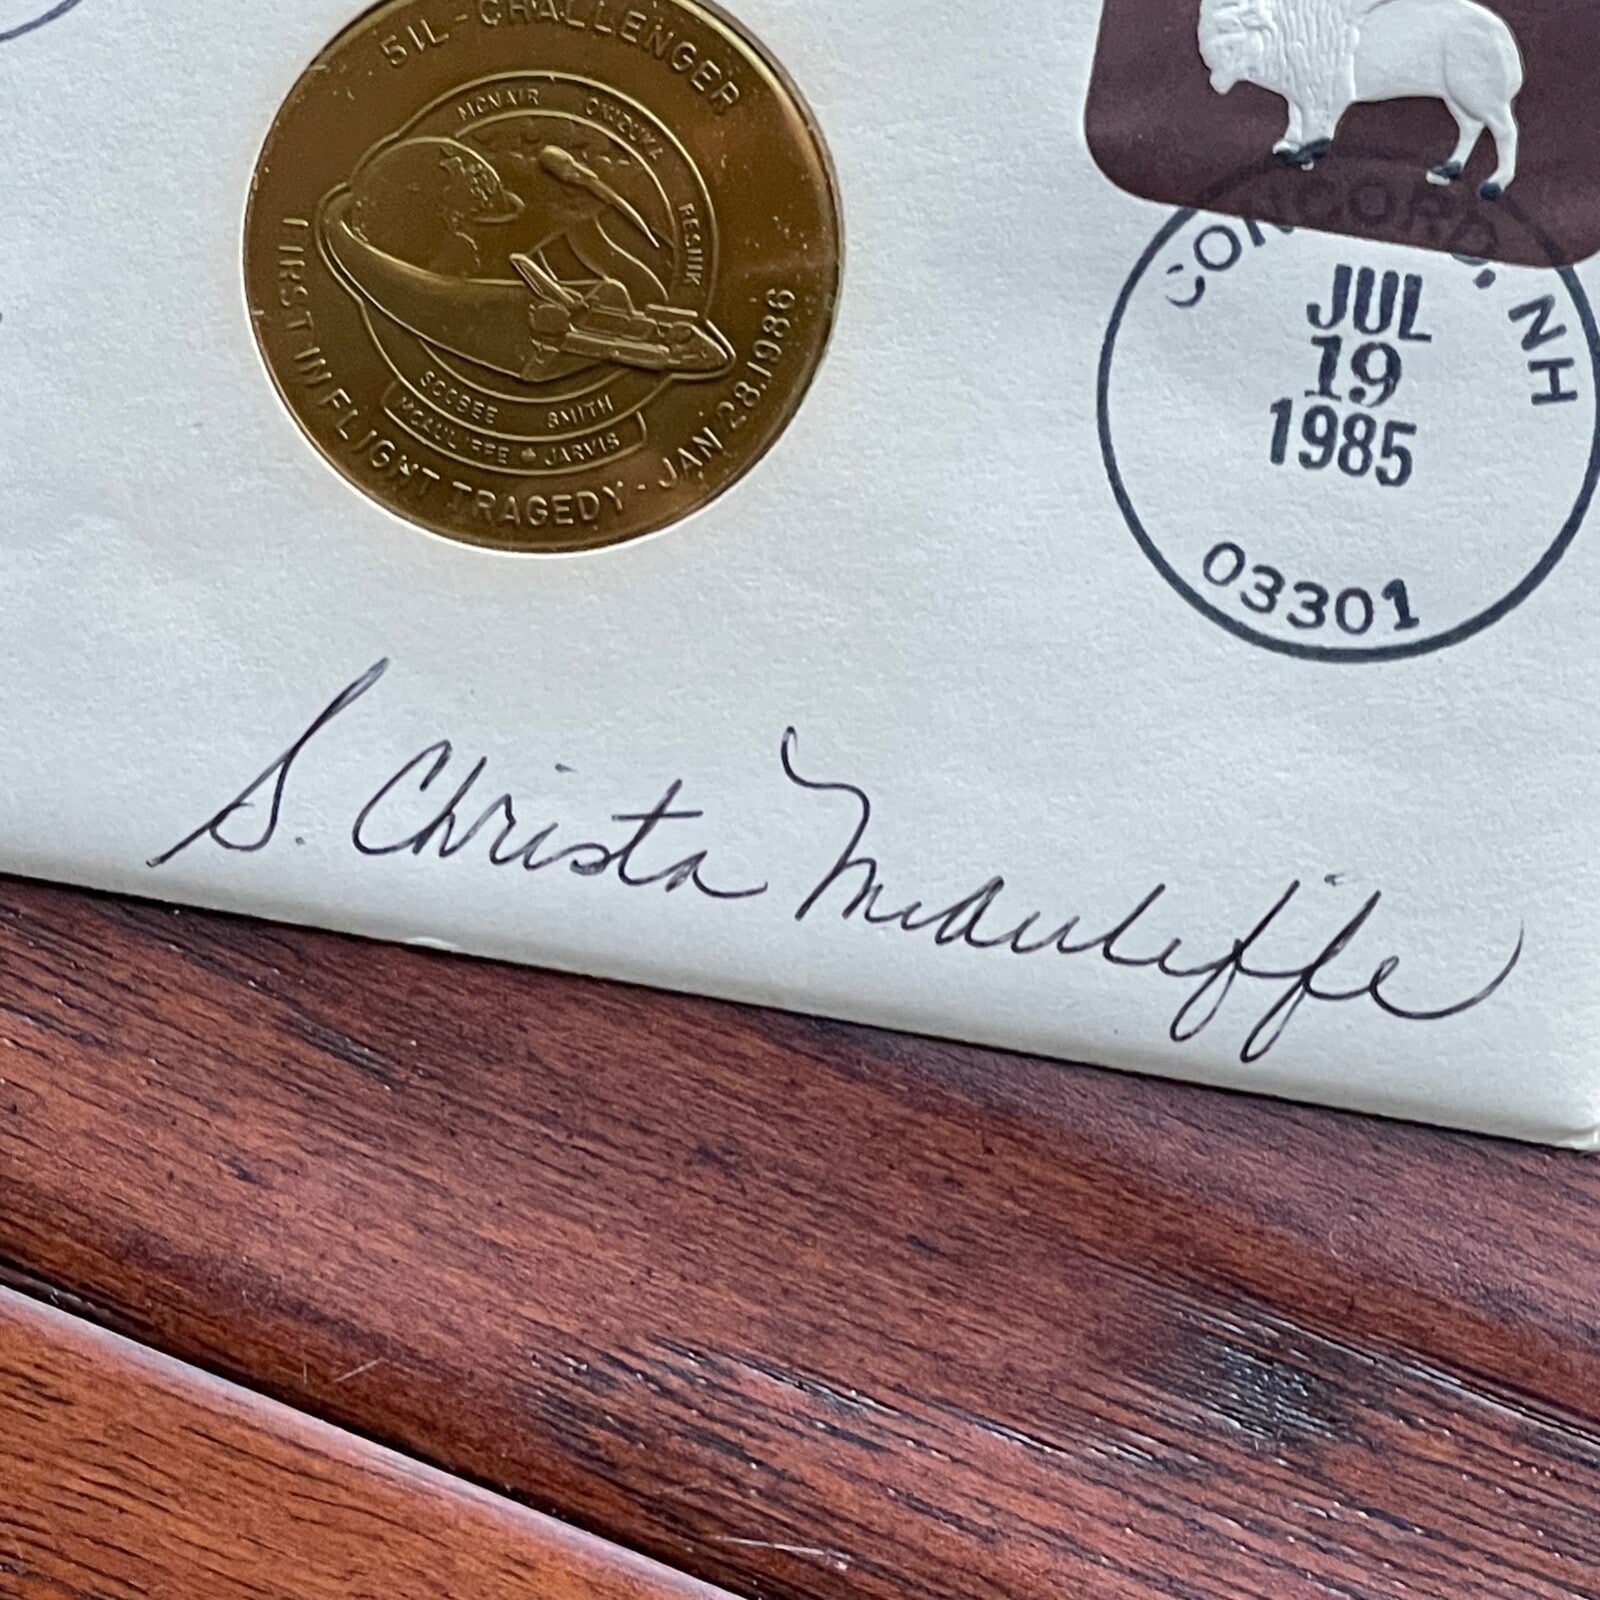 51L - CHALLENGER
MCNAIR ONIZUKA
RESNIK
SCOBEE SMITH
MCAULIFFE JARVIS
FIRST IN FLIGHT TRAGEDY - JAN 28.1986
CONCORD, NH
JUL
19
1985
03301
S. Christa McAuliffe